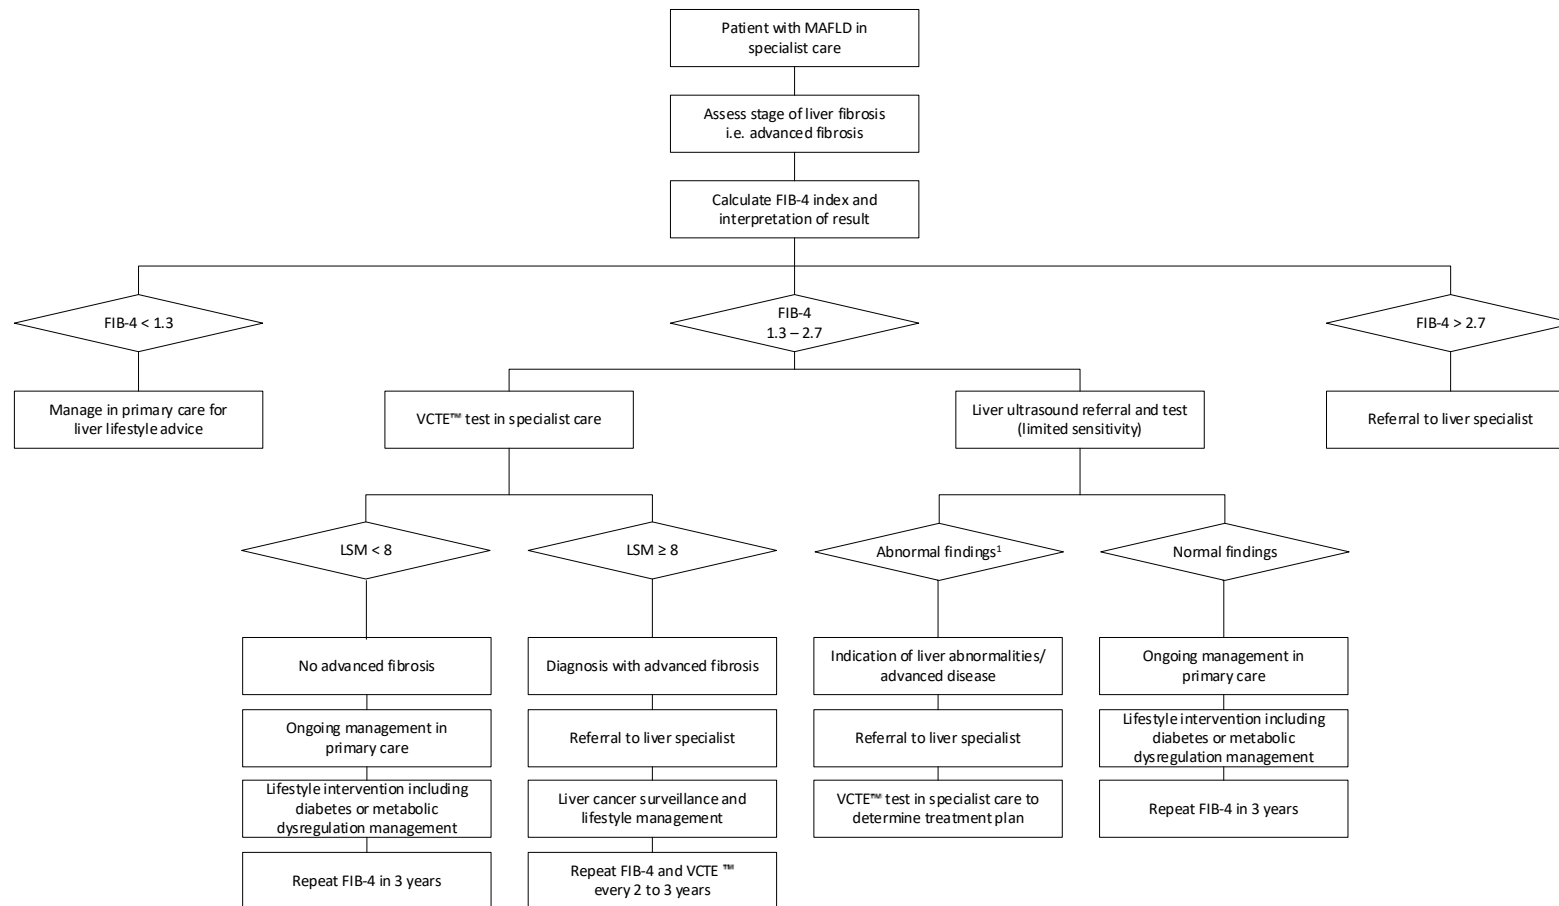 Patient with MAFLD in
specialist care
Assess stage of liver fibrosis
i.e. advanced fibrosis
Calculate FIB-4 index and
interpretation of result
FIB-4 < 1.3
FIB-4
1.3 – 2.7
FIB-4 > 2.7
Manage in primary care for
liver lifestyle advice
VCTE™ test in specialist care
Liver ultrasound referral and test
(limited sensitivity)
Referral to liver specialist
LSM < 8
LSM ≥ 8
Abnormal findings¹
Normal findings
No advanced fibrosis
Diagnosis with advanced fibrosis
Indication of liver abnormalities/
advanced disease
Ongoing management in
primary care
Ongoing management in
primary care
Referral to liver specialist
Referral to liver specialist
Lifestyle intervention including
diabetes or metabolic
dysregulation management
Lifestyle intervention including
diabetes or metabolic
dysregulation management
Liver cancer surveillance and
lifestyle management
VCTE™ test in specialist care to
determine treatment plan
Repeat FIB-4 in 3 years
Repeat FIB-4 in 3 years
Repeat FIB-4 and VCTE ™
every 2 to 3 years